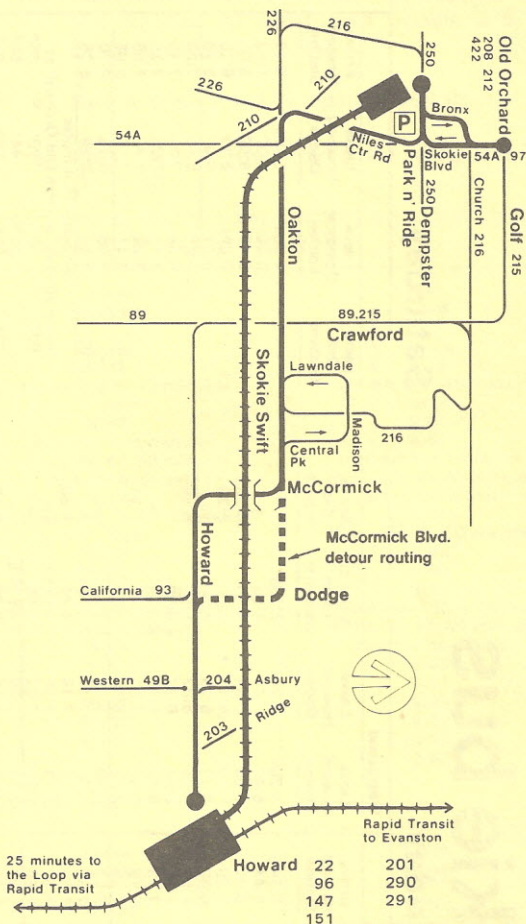 226
216
250
Old Orchard
208 212
422
226
210
210
Bronx
P
54A
Niles
Ctr Rd
Skokie
Blvd
54A
97
Park n' Ride
250 Dempster
Church 216
Golf 215
Oakton
89
89.215
Crawford
Skokie Swift
Lawndale
Madison
216
Central
Pk
McCormick
Howard
McCormick Blvd.
detour routing
California 93
Dodge
Western 49B
204
Asbury
203
Ridge
Rapid Transit
to Evanston
25 minutes to
the Loop via
Rapid Transit
Howard
22 201
96 290
147 291
151